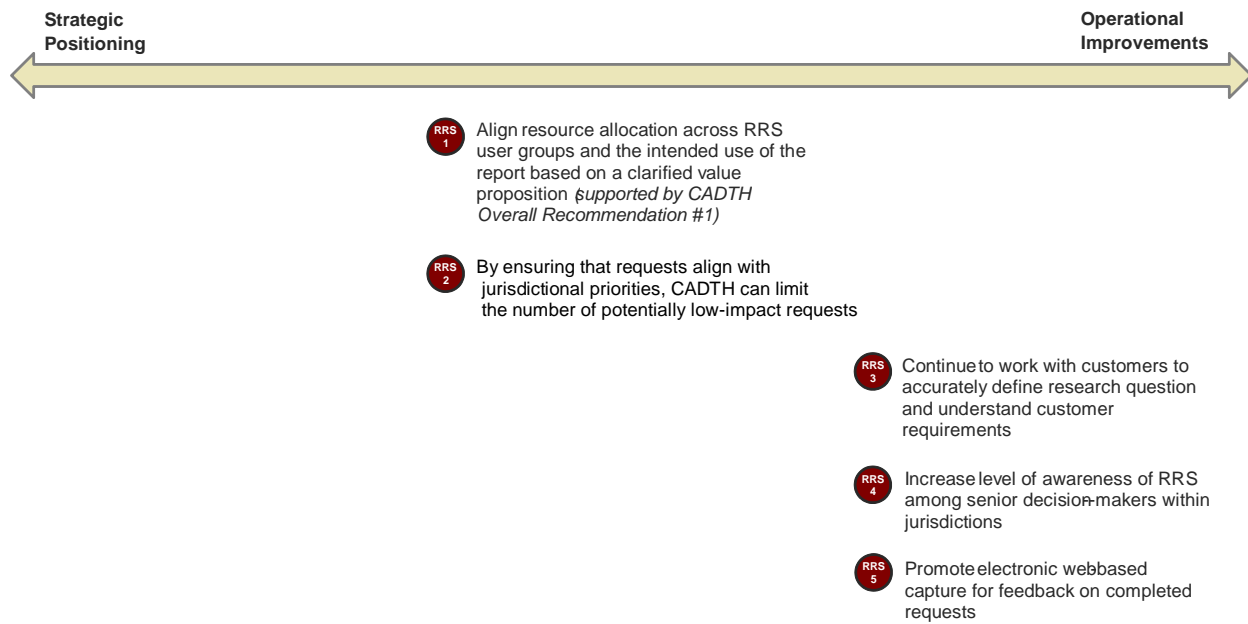 Strategic
Positioning
Operational
Improvements
RRS
1
Align resource allocation across RRS
user groups and the intended use of the
report based on a clarified value
proposition (supported by CADTH
Overall Recommendation #1)
RRS
2
By ensuring that requests align with
jurisdictional priorities, CADTH can limit
the number of potentially low-impact requests
RRS
3
Continue to work with customers to
accurately define research question
and understand customer
requirements
RRS
4
Increase level of awareness of RRS
among senior decision-makers within
jurisdictions
RRS
5
Promote electronic web-based
capture for feedback on completed
requests